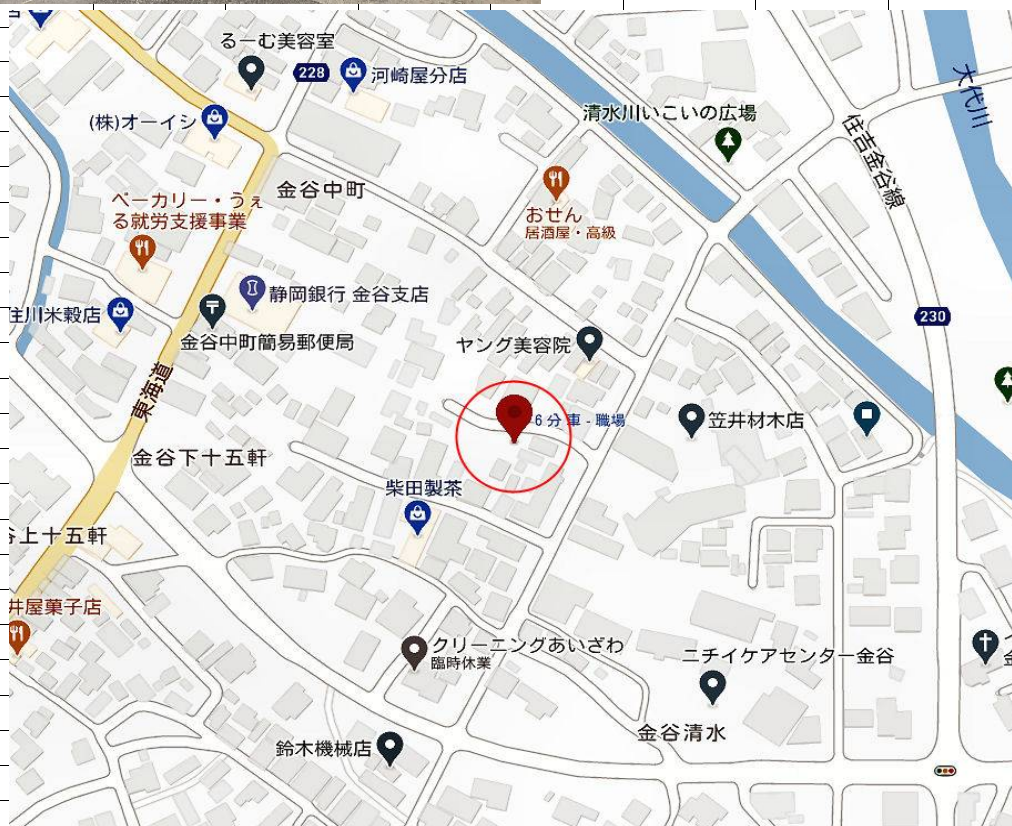 るーむ美容室
228
河崎屋分店
(株)オーイシ
清水川いこいの広場
大代川
住吉金谷線
金谷中町
ベーカリー・うぇ
る就労支援事業
おせん
居酒屋・高級
静岡銀行 金谷支店
住川米穀店
金谷中町簡易郵便局
230
ヤング美容院
東海道
6 分 車 - 職場
笠井材木店
金谷下十五軒
柴田製茶
谷上十五軒
井屋菓子店
クリーニングあいざわ
臨時休業
ニチイケアセンター金谷
金谷清水
鈴木機械店